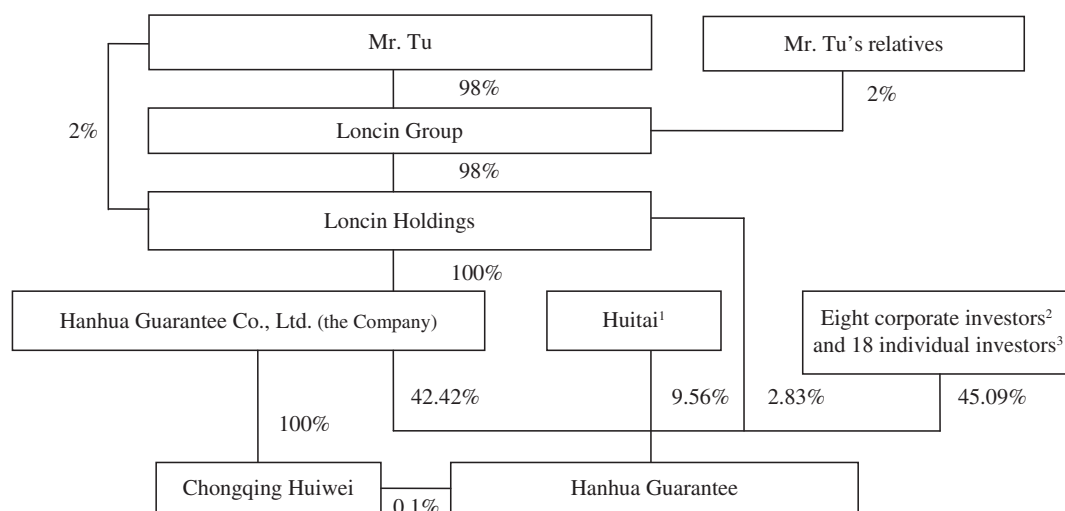 Mr. Tu
Mr. Tu's relatives
98%
2%
2%
Loncin Group
98%
Loncin Holdings
100%
Hanhua Guarantee Co., Ltd. (the Company)
Huitai¹
Eight corporate investors²
and 18 individual investors³
42.42%
9.56%
2.83%
45.09%
100%
Chongqing Huiwei
0.1%
Hanhua Guarantee